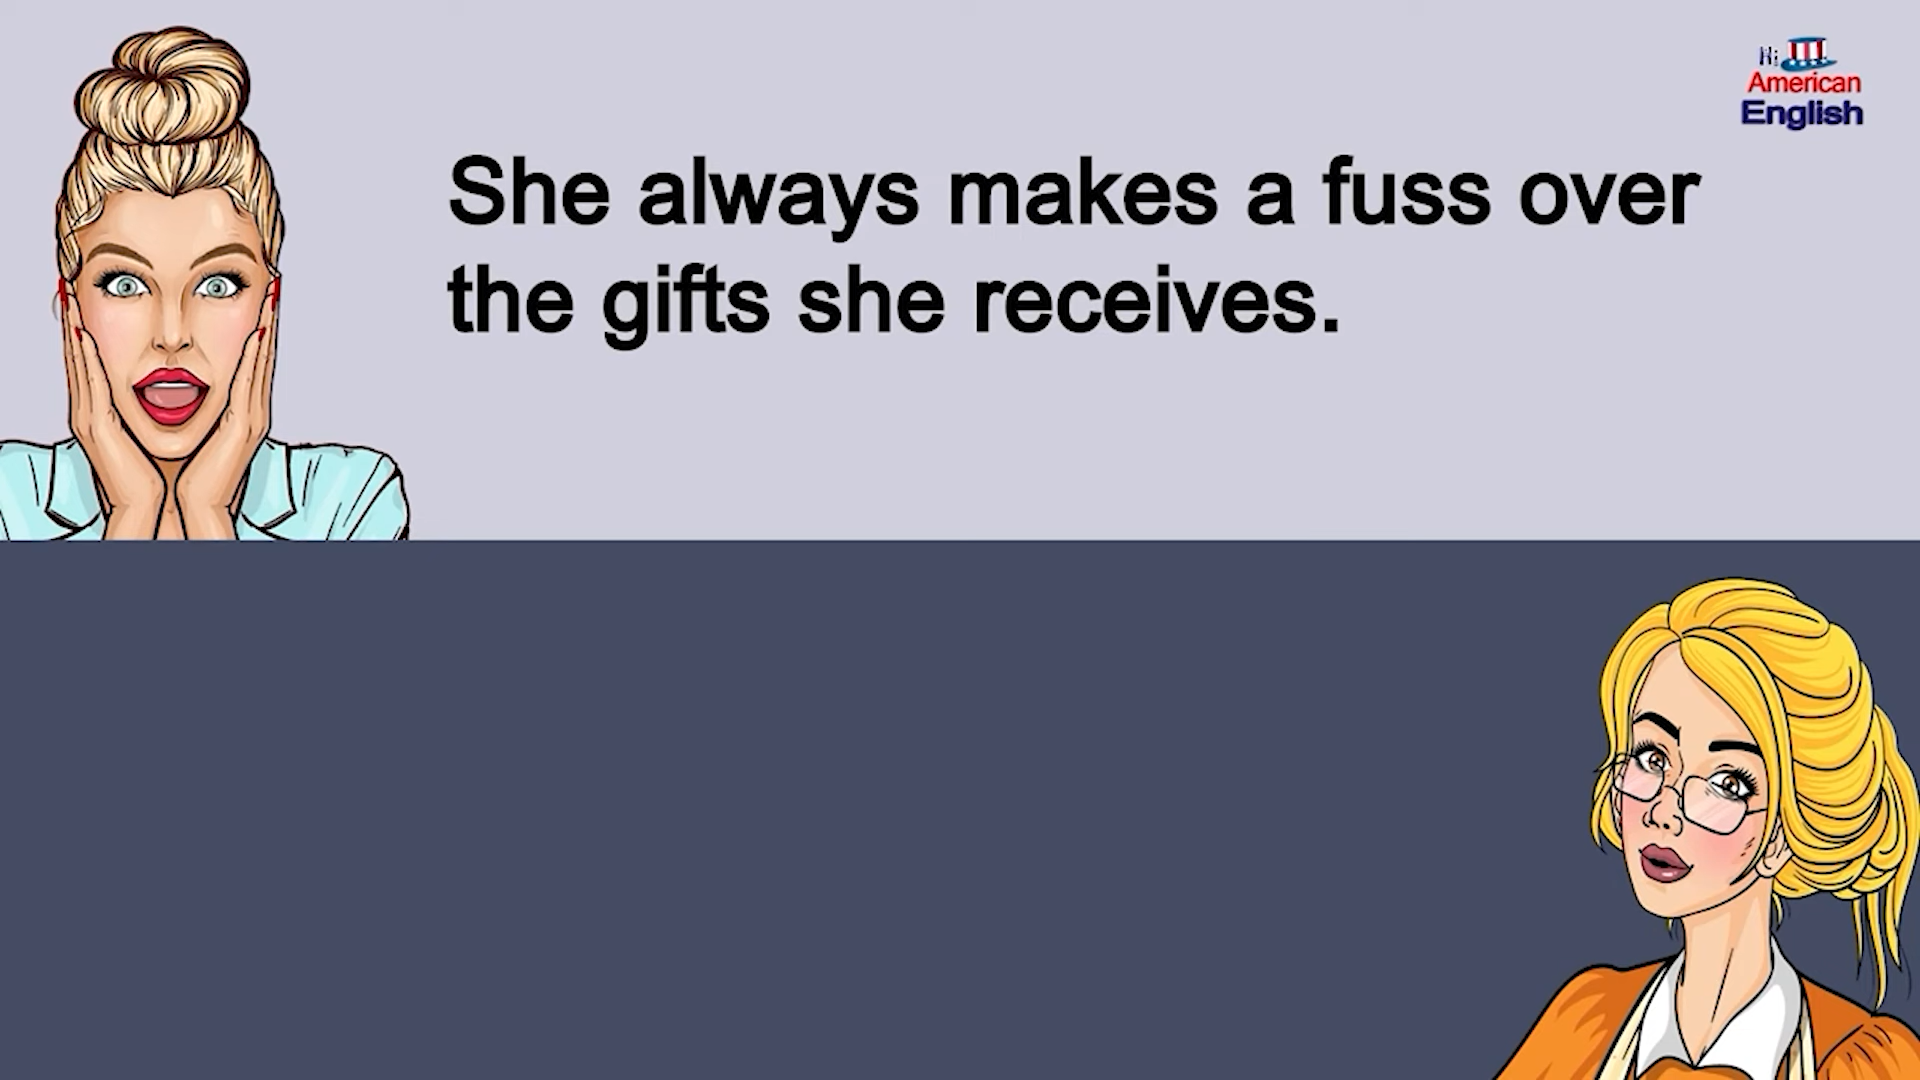 Hi
American
English
She always makes a fuss over
the gifts she receives.